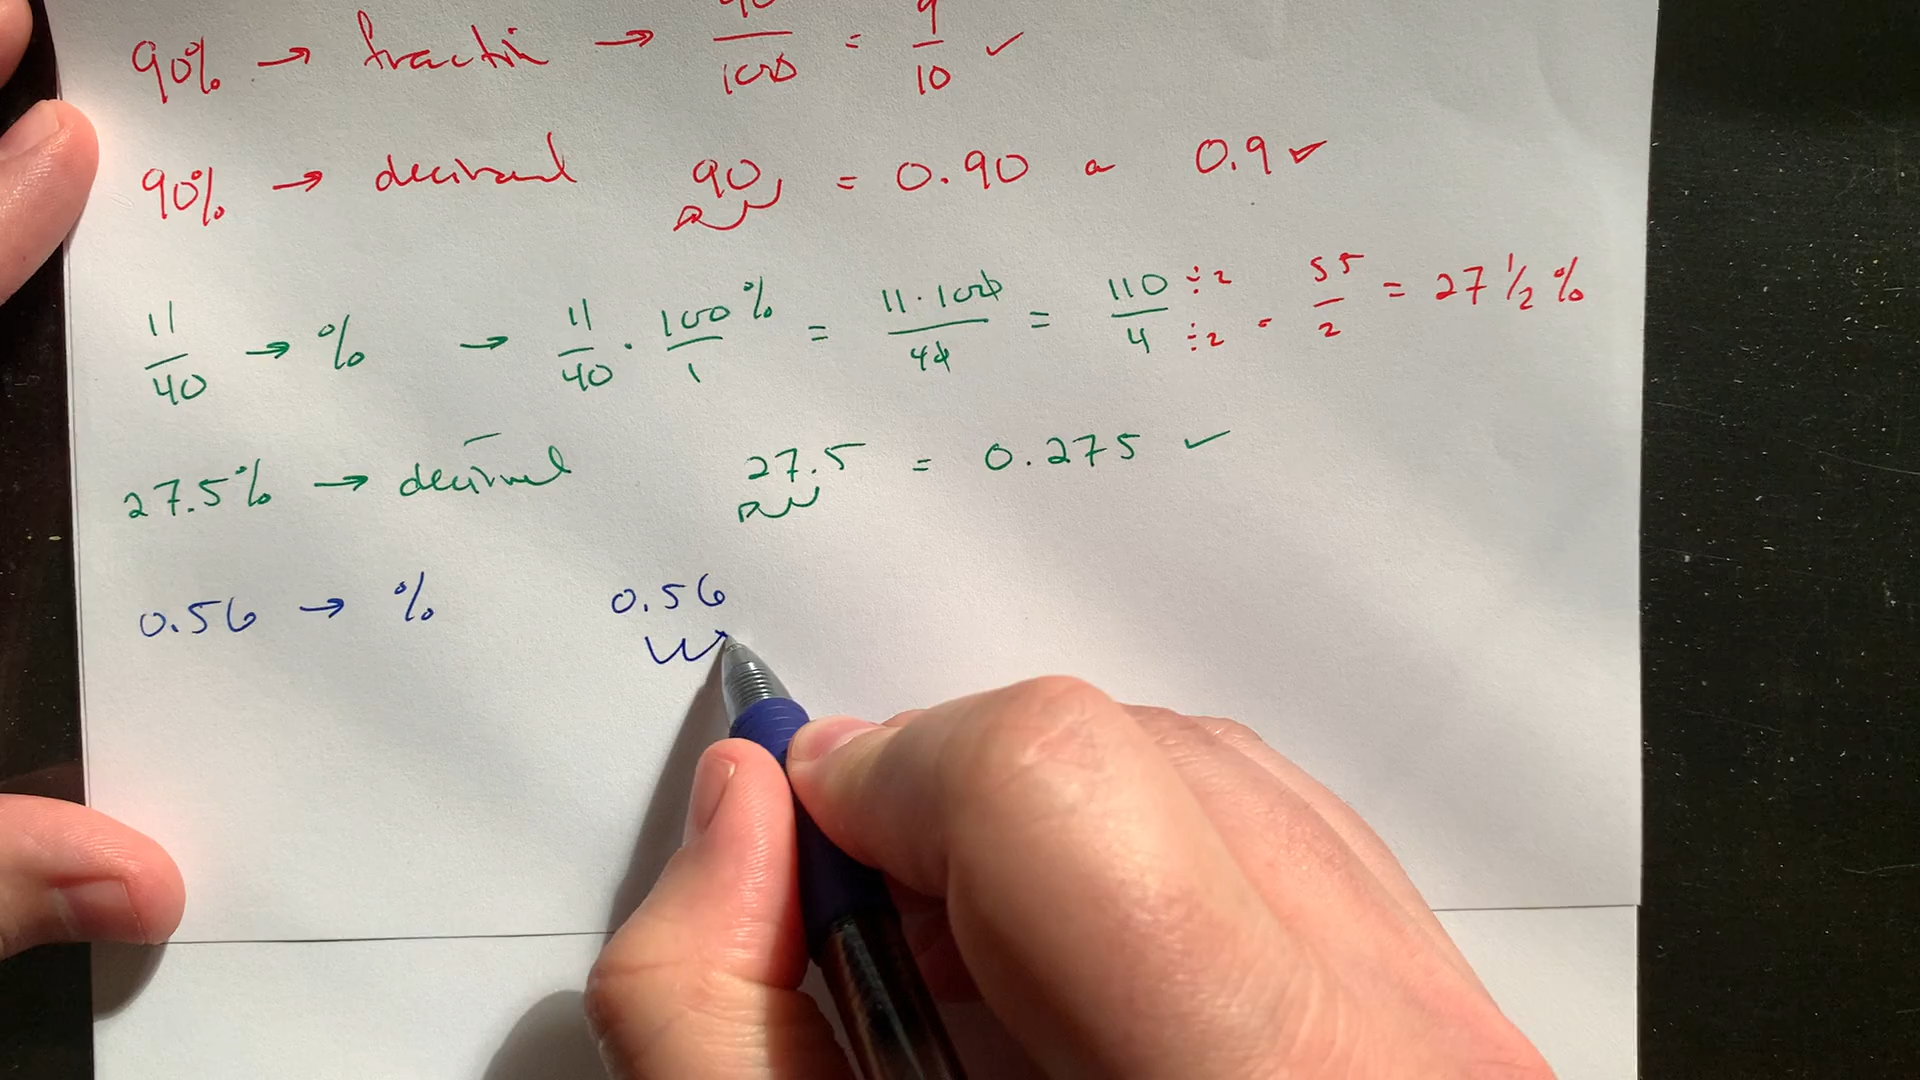 90% → fraction → 90/100 = 9/10 ✓
90% → decimal 90 = 0.90 or 0.9 ✓
11/40 → % → 11/40 · 100%/1 = 11·100/40 = 110/4 ÷2/÷2 = 55/2 = 27 1/2 %
27.5% → decimal 27.5 = 0.275 ✓
0.56 → % 0.56